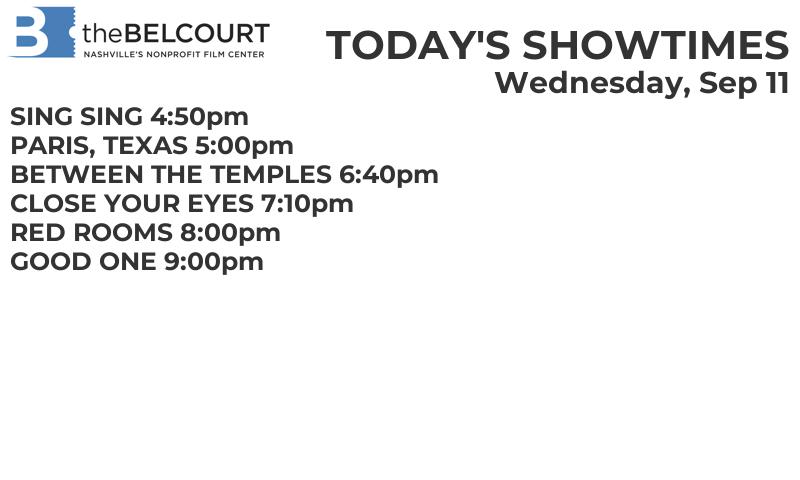 B theBELCOURT
NASHVILLE'S NONPROFIT FILM CENTER
TODAY'S SHOWTIMES
Wednesday, Sep 11
SING SING 4:50pm
PARIS, TEXAS 5:00pm
BETWEEN THE TEMPLES 6:40pm
CLOSE YOUR EYES 7:10pm
RED ROOMS 8:00pm
GOOD ONE 9:00pm